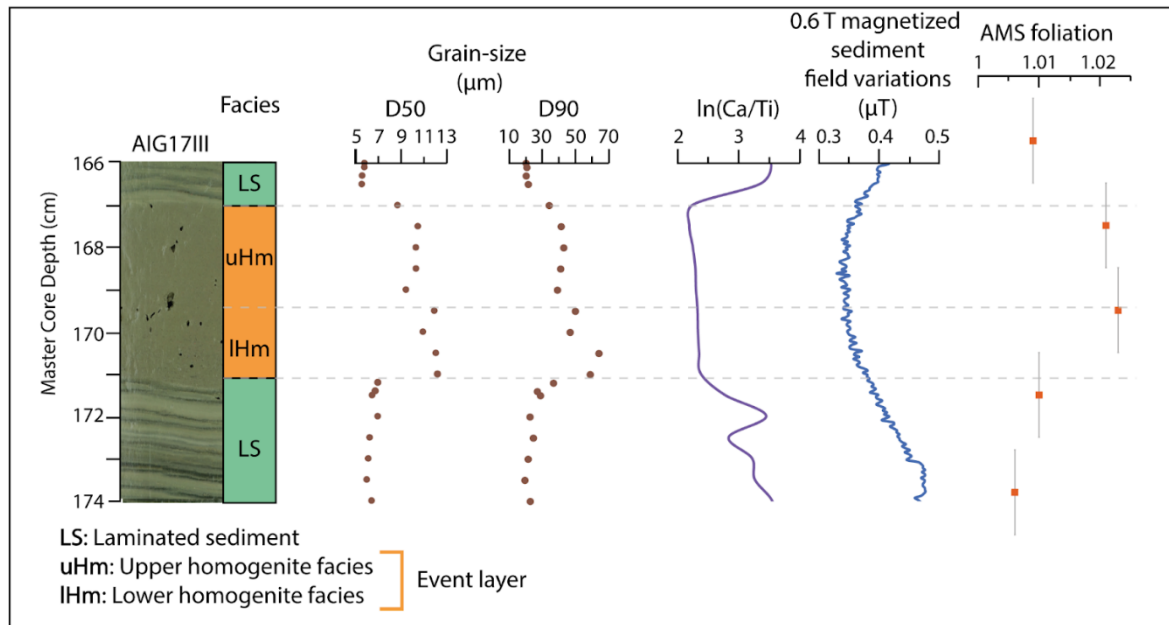 0.6 T magnetized
sediment
field variations
(µT)
AMS foliation
1 1.01 1.02
Grain-size
(µm)
Facies
D50
D90
ln(Ca/Ti)
AIG17III
5 7 9 11 13
10 30 50 70
2 3 4
0.3 0.4 0.5
Master Core Depth (cm)
166
168
170
172
174
LS
uHm
lHm
LS
LS: Laminated sediment
uHm: Upper homogenite facies
lHm: Lower homogenite facies
Event layer